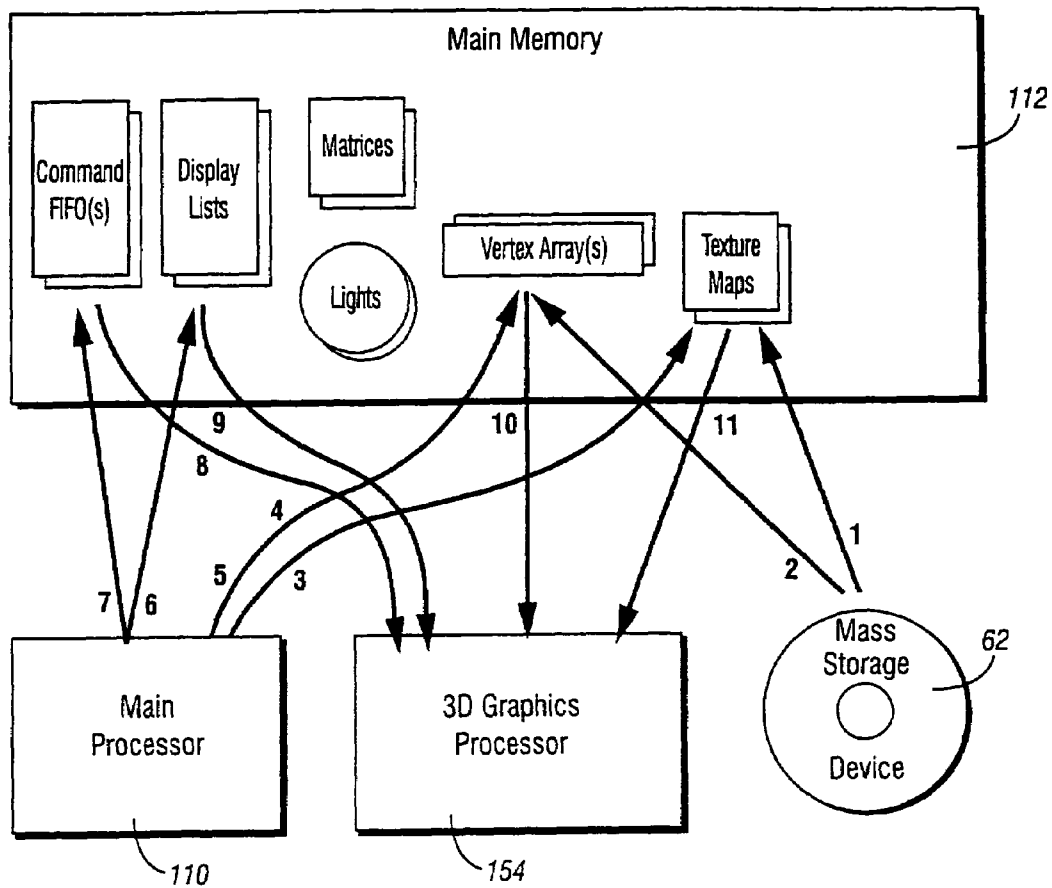 Main Memory
112
Command
FIFO(s)
Display
Lists
Matrices
Lights
Vertex Array(s)
Texture
Maps
9
8
10
11
4
5
3
7
6
2
1
Main
Processor
110
3D Graphics
Processor
154
Mass
Storage
Device
62